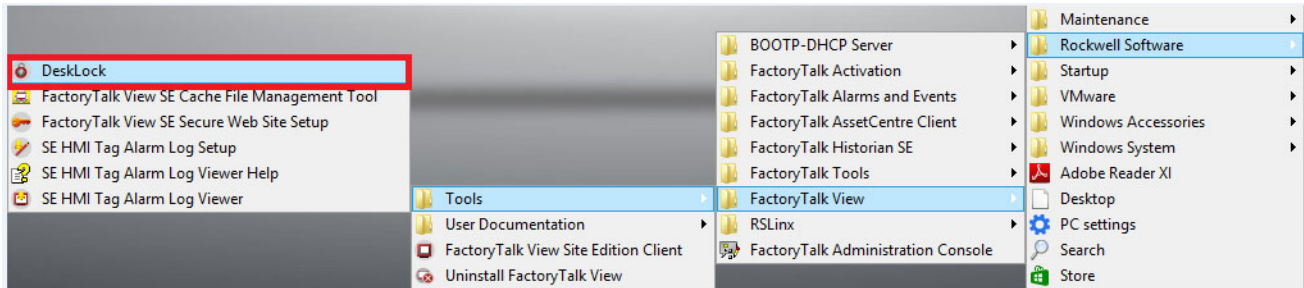 Maintenance
Rockwell Software
Startup
VMware
Windows Accessories
Windows System
Adobe Reader XI
Desktop
PC settings
Search
Store
BOOTP-DHCP Server
FactoryTalk Activation
FactoryTalk Alarms and Events
FactoryTalk AssetCentre Client
FactoryTalk Historian SE
FactoryTalk Tools
FactoryTalk View
RSLinx
FactoryTalk Administration Console
Tools
User Documentation
FactoryTalk View Site Edition Client
Uninstall FactoryTalk View
DeskLock
FactoryTalk View SE Cache File Management Tool
FactoryTalk View SE Secure Web Site Setup
SE HMI Tag Alarm Log Setup
SE HMI Tag Alarm Log Viewer Help
SE HMI Tag Alarm Log Viewer